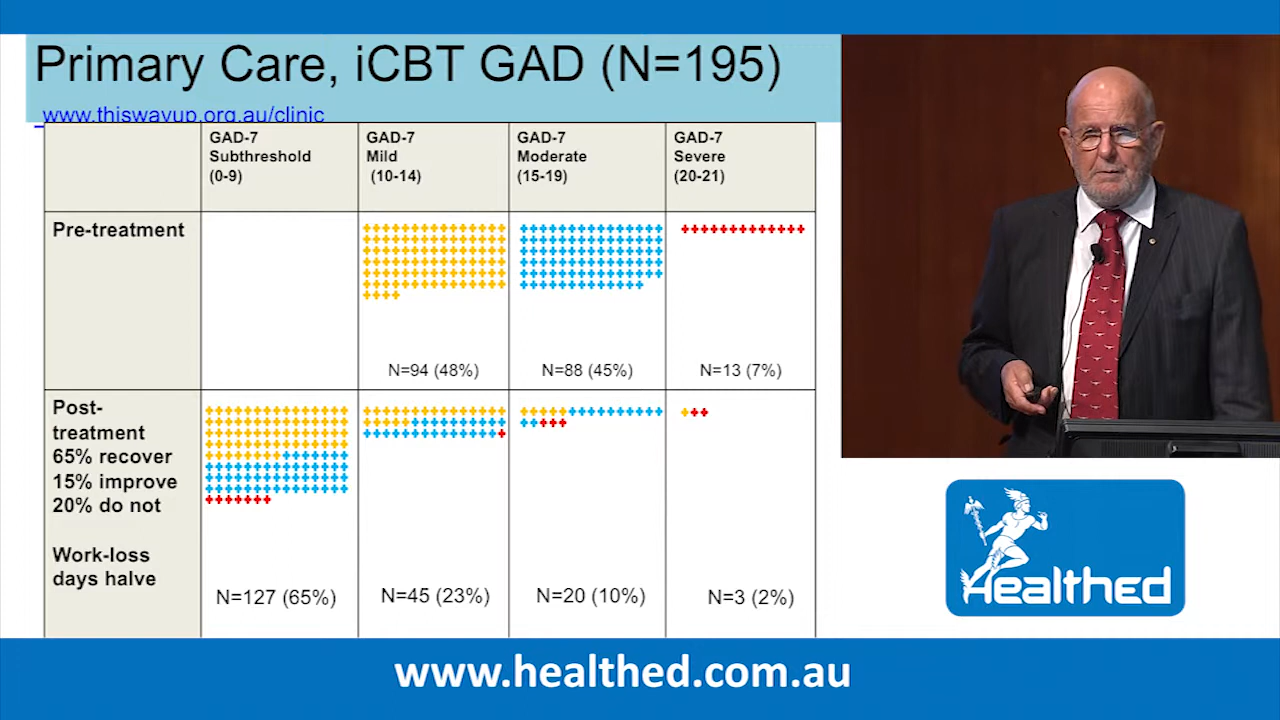 Primary Care, iCBT GAD (N=195)
www.thiswayup.org.au/clinic
GAD-7
Subthreshold
(0-9)
GAD-7
Mild
(10-14)
GAD-7
Moderate
(15-19)
GAD-7
Severe
(20-21)
Pre-treatment
N=94 (48%)
N=88 (45%)
N=13 (7%)
Post-
treatment
65% recover
15% improve
20% do not
Work-loss
days halve
N=127 (65%)
N=45 (23%)
N=20 (10%)
N=3 (2%)
HealthEd
www.healthed.com.au